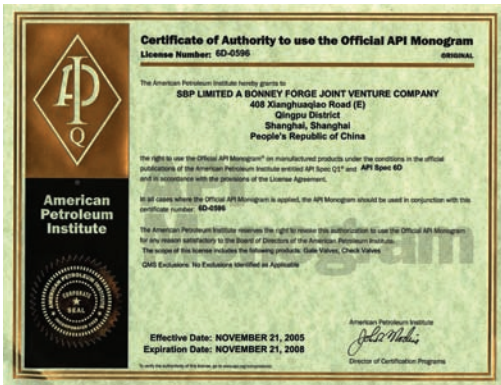 Certificate of Authority to use the Official API Monogram
License Number: 6D-0596
ORIGINAL
The American Petroleum Institute hereby grants to
SBP LIMITED A BONNEY FORGE JOINT VENTURE COMPANY
408 Xianghuaqiao Road (E)
Qingpu District
Shanghai, Shanghai
People's Republic of China
the right to use the Official API Monogram® on manufactured products under the conditions in the official
publications of the American Petroleum Institute entitled API Spec Q1® and API Spec 6D
and in accordance with the provisions of the License Agreement.
In all cases where the Official API Monogram is applied, the API Monogram should be used in conjunction with this
certificate number: 6D-0596
The American Petroleum Institute reserves the right to revoke this authorization to use the Official API Monogram
for any reason satisfactory to the Board of Directors of the American Petroleum Institute.
The scope of this license includes the following products: Gate Valves, Check Valves
QMS Exclusions: No Exclusions Identified as Applicable
API
Q
American
Petroleum
Institute
AMERICAN PETROLEUM INSTITUTE
CORPORATE
SEAL
Effective Date: NOVEMBER 21, 2005
Expiration Date: NOVEMBER 21, 2008
American Petroleum Institute
Director of Certification Programs